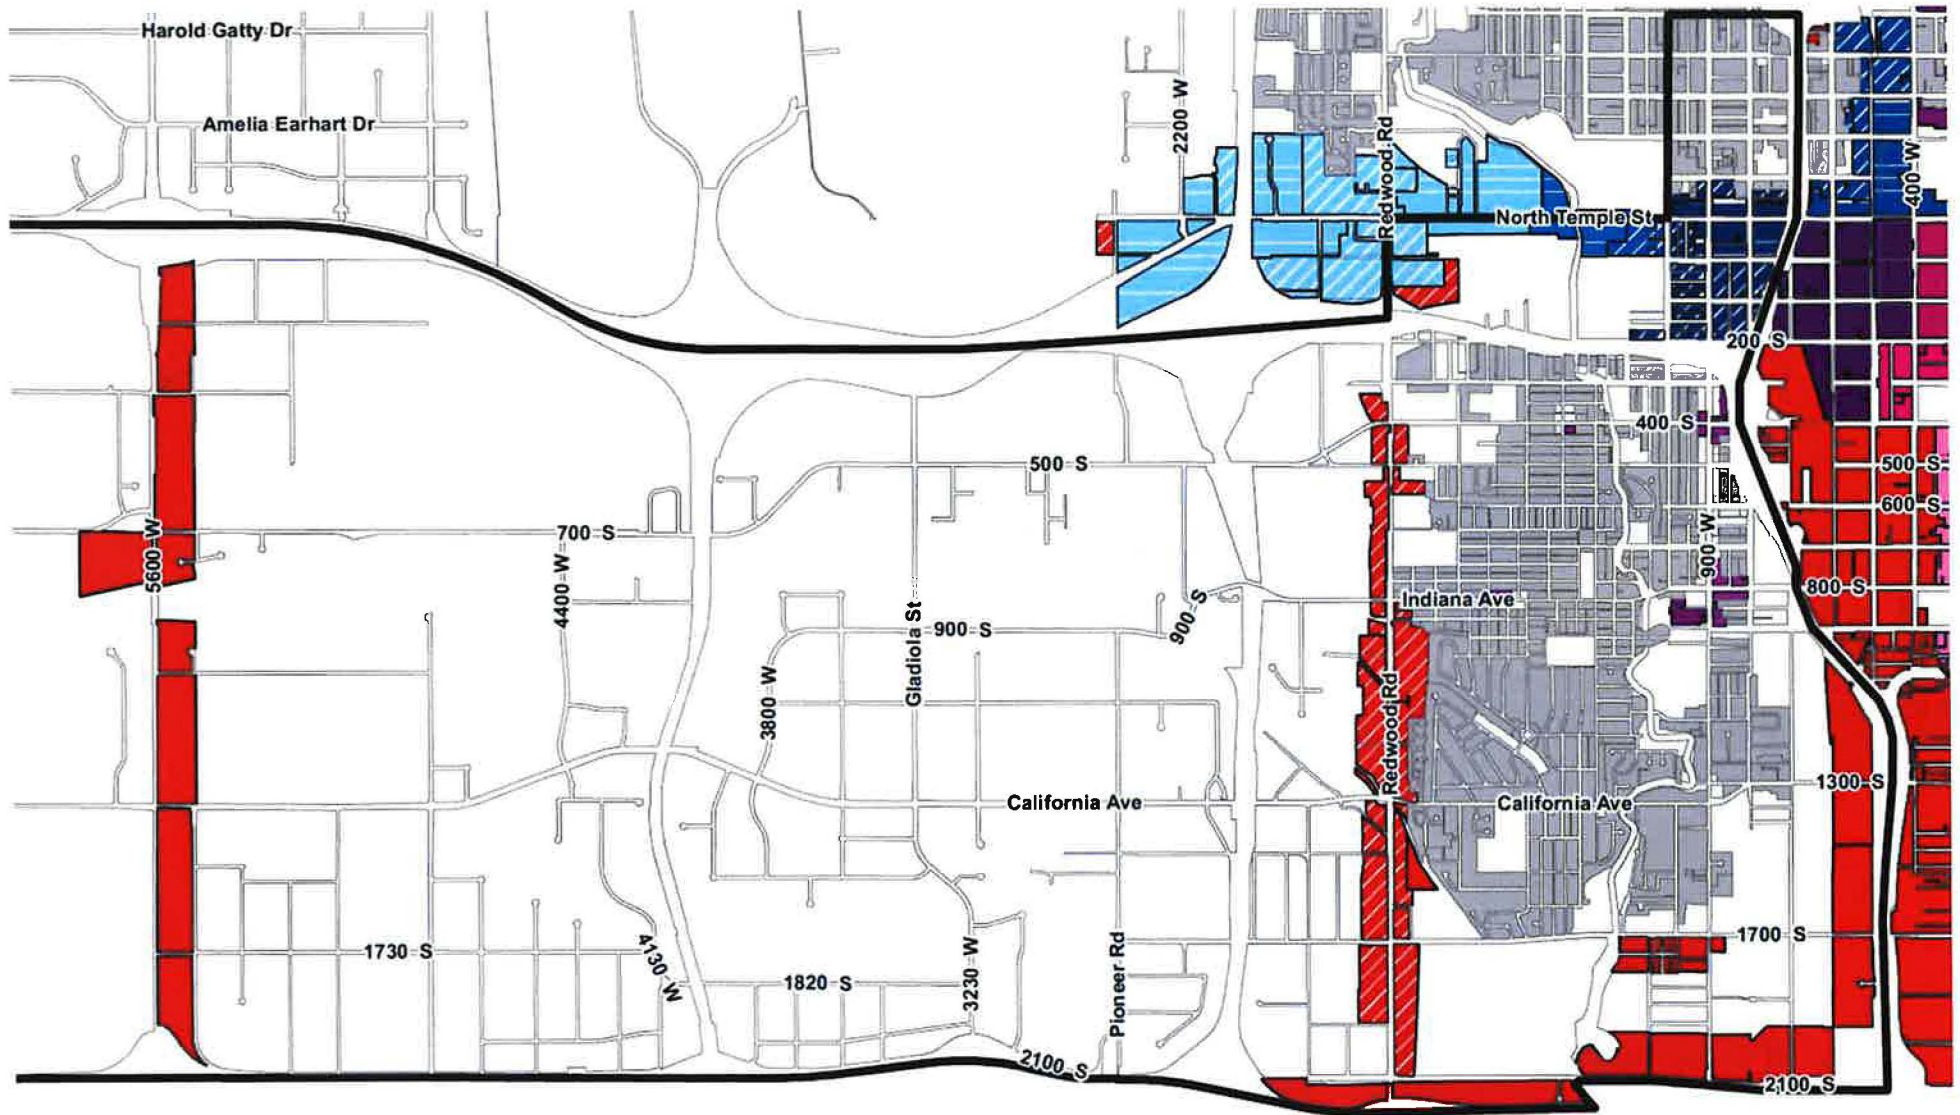 Harold Gatty Dr
Amelia Earhart Dr
2200 W
Redwood Rd
400 W
North Temple St
200 S
400 S
500 S
500 S
600 S
5600 W
700 S
4400 W
900 W
800 S
Indiana Ave
Gladiola St
900 S
900 S
3800 W
Redwood Rd
1300 S
California Ave
California Ave
1730 S
4130 W
1820 S
3230 W
Pioneer Rd
1700 S
2100 S
2100 S